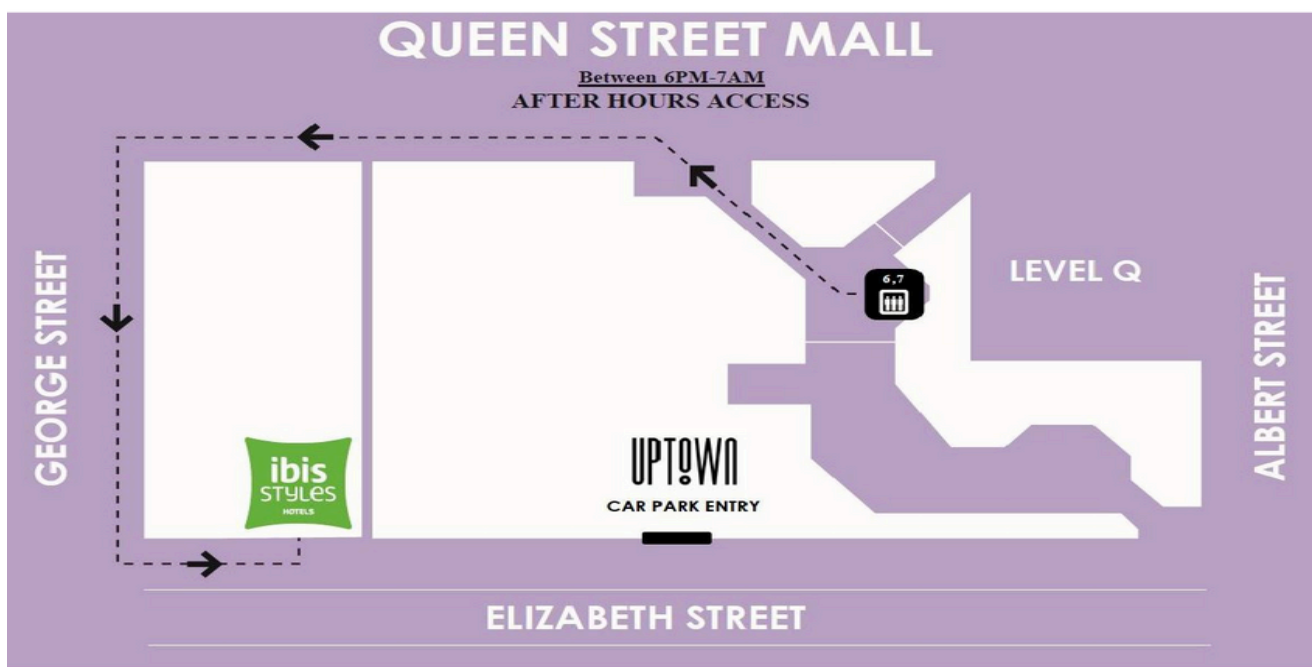 QUEEN STREET MALL
Between 6PM-7AM
AFTER HOURS ACCESS
GEORGE STREET
6,7
LEVEL Q
ALBERT STREET
ibis
STYLES
HOTELS
UPTOWN
CAR PARK ENTRY
ELIZABETH STREET